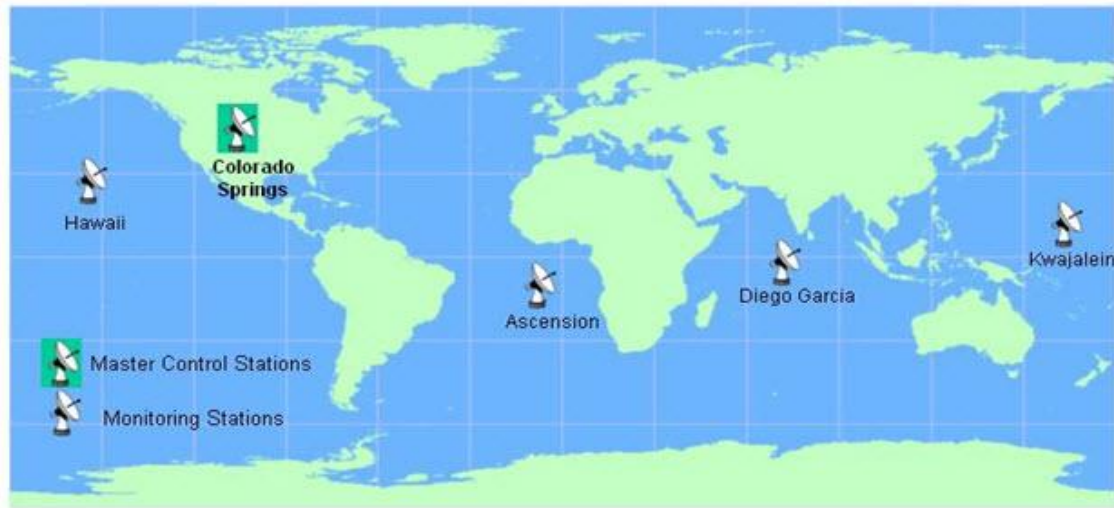 Colorado
Springs
Hawaii
Kwajalein
Diego Garcia
Ascension
Master Control Stations
Monitoring Stations